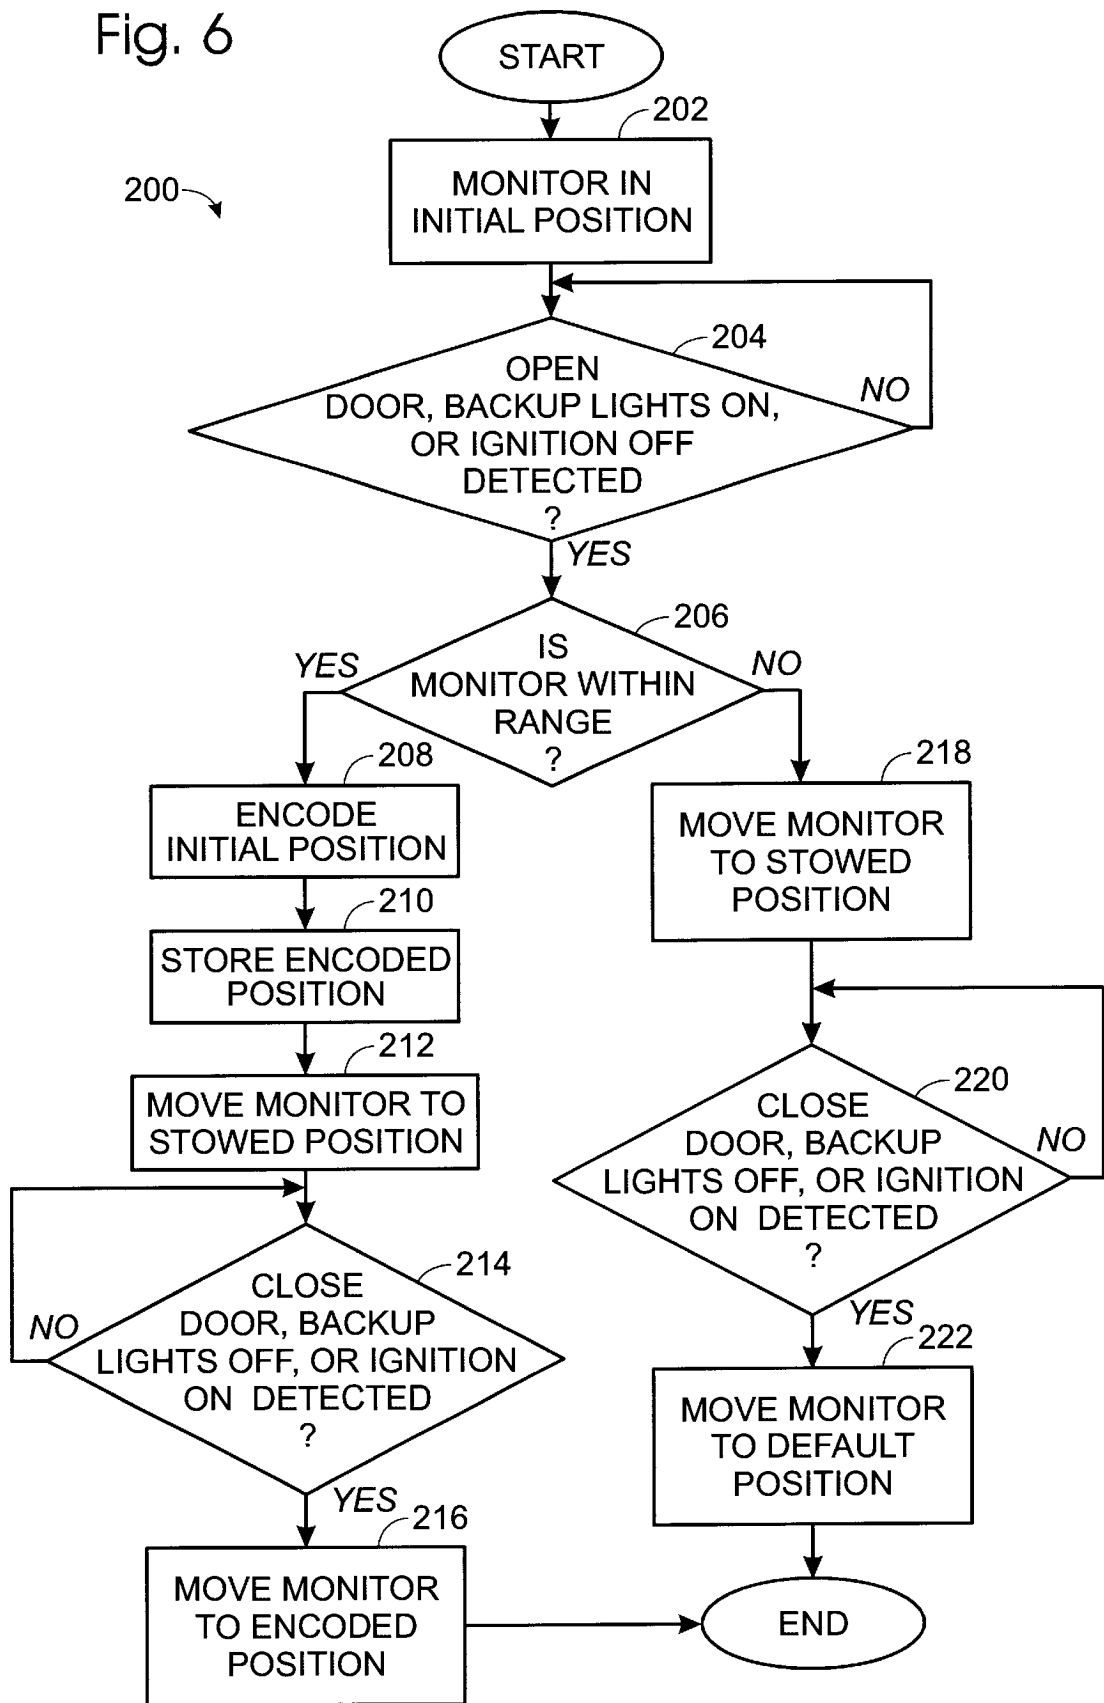 Fig. 6
START
202
MONITOR IN
INITIAL POSITION
200
204
OPEN
DOOR, BACKUP LIGHTS ON,
OR IGNITION OFF
DETECTED
?
NO
YES
206
IS
MONITOR WITHIN
RANGE
?
YES
NO
208
ENCODE
INITIAL POSITION
210
STORE ENCODED
POSITION
212
MOVE MONITOR TO
STOWED POSITION
214
CLOSE
DOOR, BACKUP
LIGHTS OFF, OR IGNITION
ON DETECTED
?
NO
YES
216
MOVE MONITOR
TO ENCODED
POSITION
218
MOVE MONITOR
TO STOWED
POSITION
220
CLOSE
DOOR, BACKUP
LIGHTS OFF, OR IGNITION
ON DETECTED
?
NO
YES
222
MOVE MONITOR
TO DEFAULT
POSITION
END